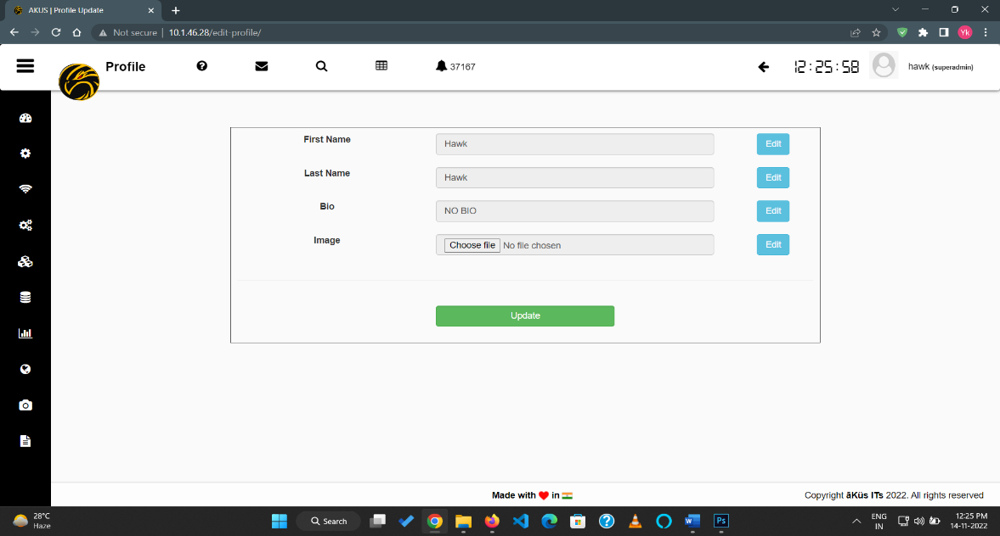 AKUS | Profile Update
Not secure | 10.1.46.28/edit-profile/
Yk
Profile
37167
12:25:58
hawk (superadmin)
First Name
Hawk
Edit
Last Name
Hawk
Edit
Bio
NO BIO
Edit
Image
Choose file No file chosen
Edit
Update
Made with ❤ in 🇮🇳
Copyright āKüs ITs 2022. All rights reserved
28°C
Haze
Search
W
Ps
ENG
IN
12:25 PM
14-11-2022